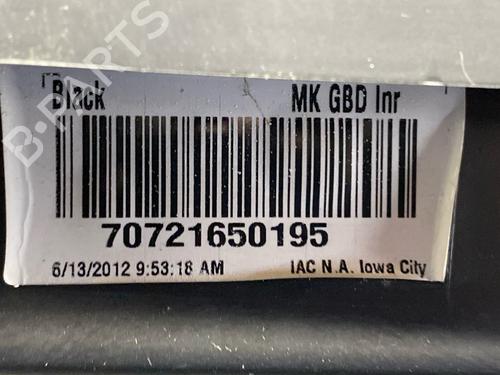 Black MK GBD Inr
70721650195
6/13/2012 9:53:18 AM IAC N.A. Iowa City
B-PARTS